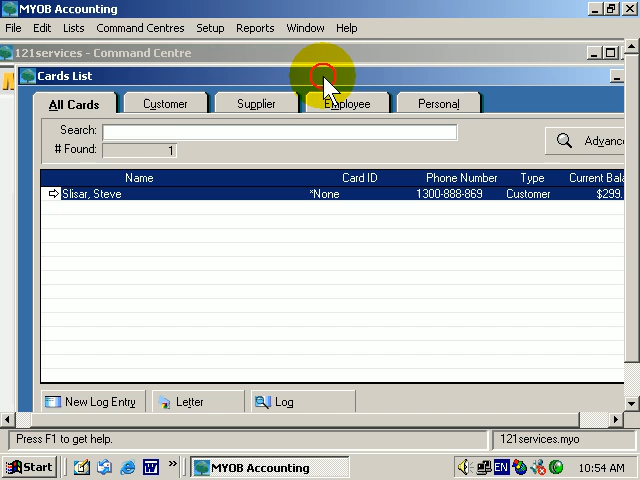 MYOB Accounting
File Edit Lists Command Centres Setup Reports Window Help
121services - Command Centre
Cards List
All Cards Customer Supplier Employee Personal
Search:
# Found: 1
Advanc
Name Card ID Phone Number Type Current Bala
Slisar, Steve *None 1300-888-869 Customer $299.
New Log Entry Letter Log
Press F1 to get help. 121services.myo
Start » MYOB Accounting EN 10:54 AM